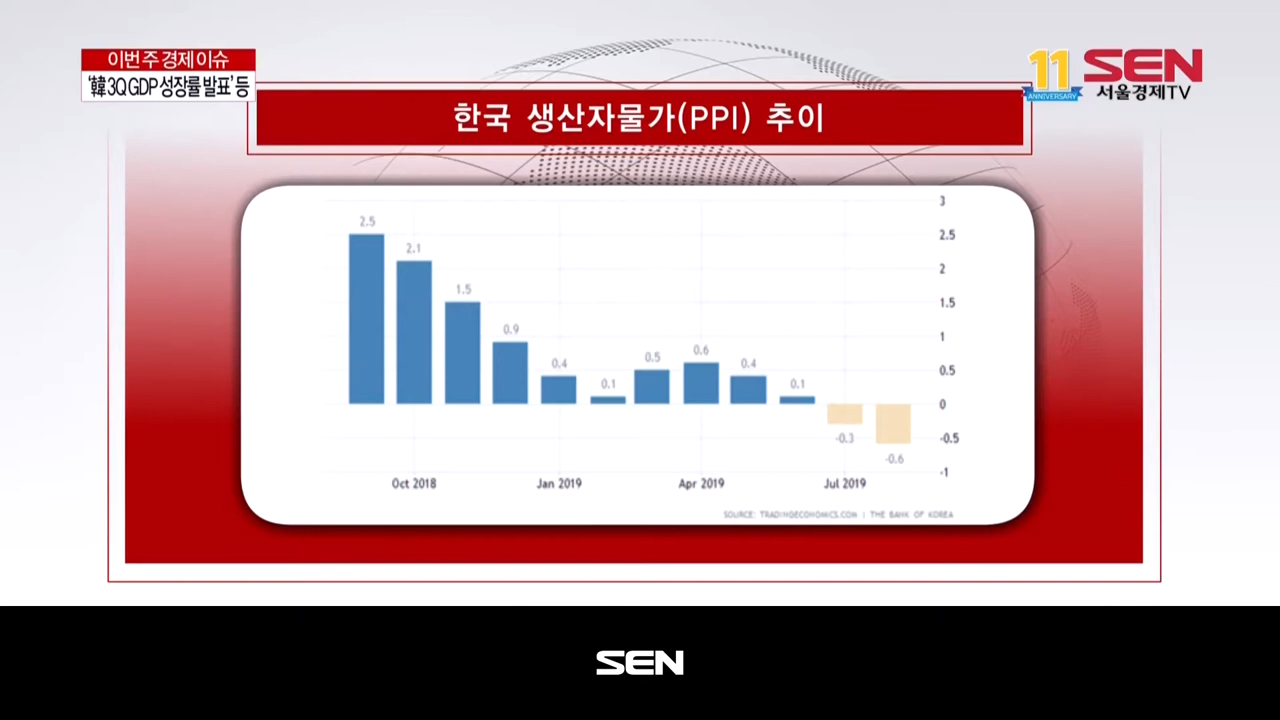 이번 주 경제 이슈
'韓 3Q GDP 성장률 발표' 등
11
ANNIVERSARY
SEN
서울경제TV
한국 생산자물가(PPI) 추이
3
2.5
2
1.5
1
0.5
0
-0.5
-1
2.5
2.1
1.5
0.9
0.4
0.1
0.5
0.6
0.4
0.1
-0.3
-0.6
Oct 2018
Jan 2019
Apr 2019
Jul 2019
SOURCE: TRADINGECONOMICS.COM | THE BANK OF KOREA
SEN